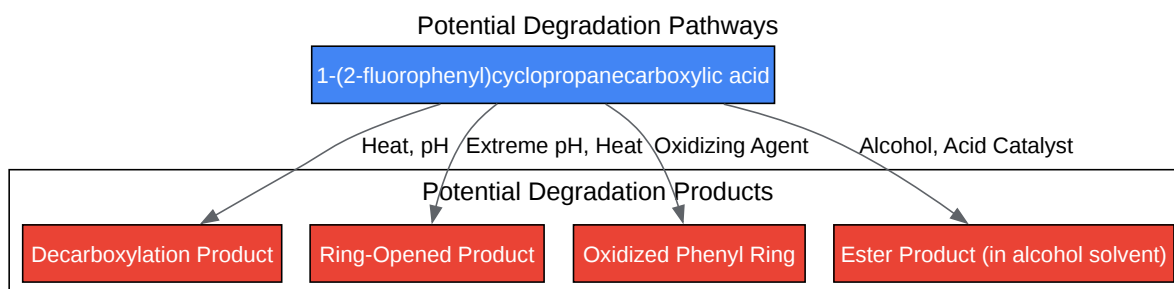 Potential Degradation Pathways
1-(2-fluorophenyl)cyclopropanecarboxylic acid
Heat, pH
Extreme pH, Heat
Oxidizing Agent
Alcohol, Acid Catalyst
Potential Degradation Products
Decarboxylation Product
Ring-Opened Product
Oxidized Phenyl Ring
Ester Product (in alcohol solvent)